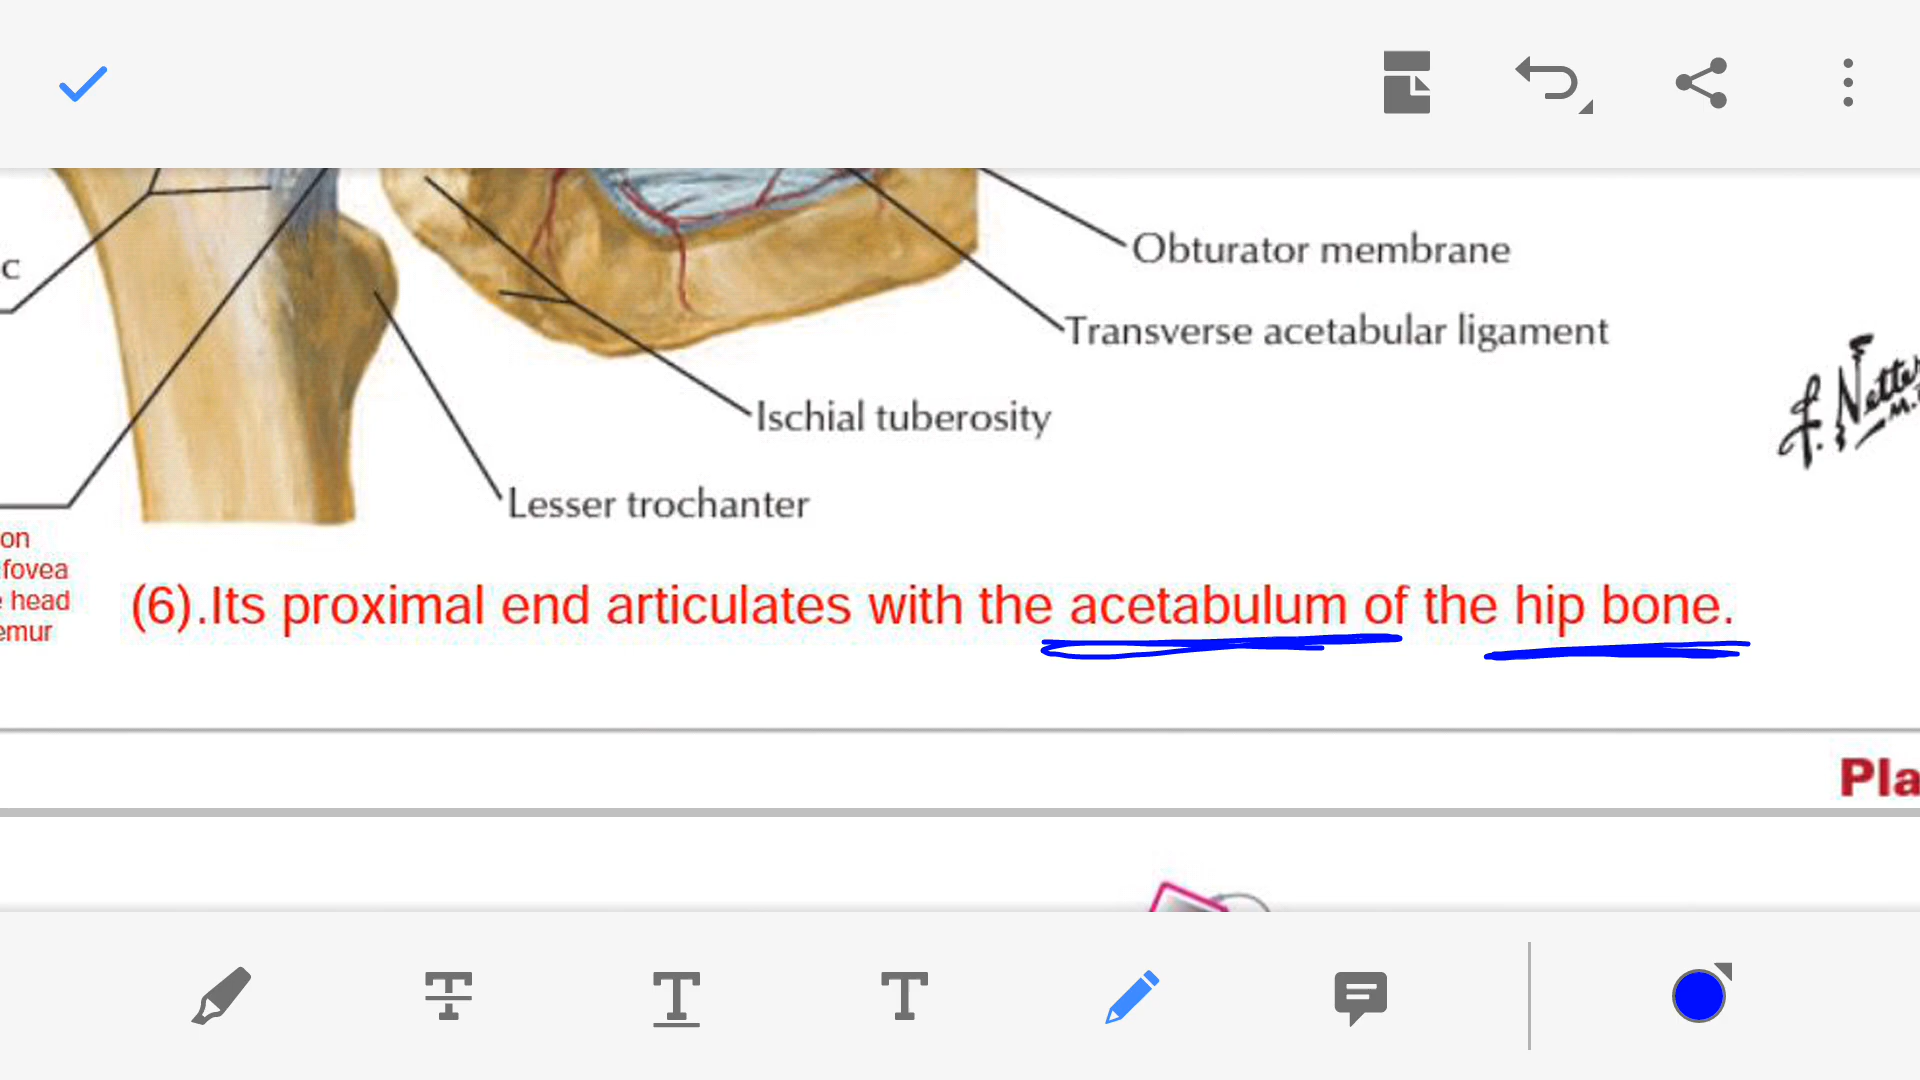 Obturator membrane
c
Transverse acetabular ligament
F. Netter
M.
Ischial tuberosity
Lesser trochanter
on
fovea
head
emur
(6).Its proximal end articulates with the acetabulum of the hip bone.
Pla